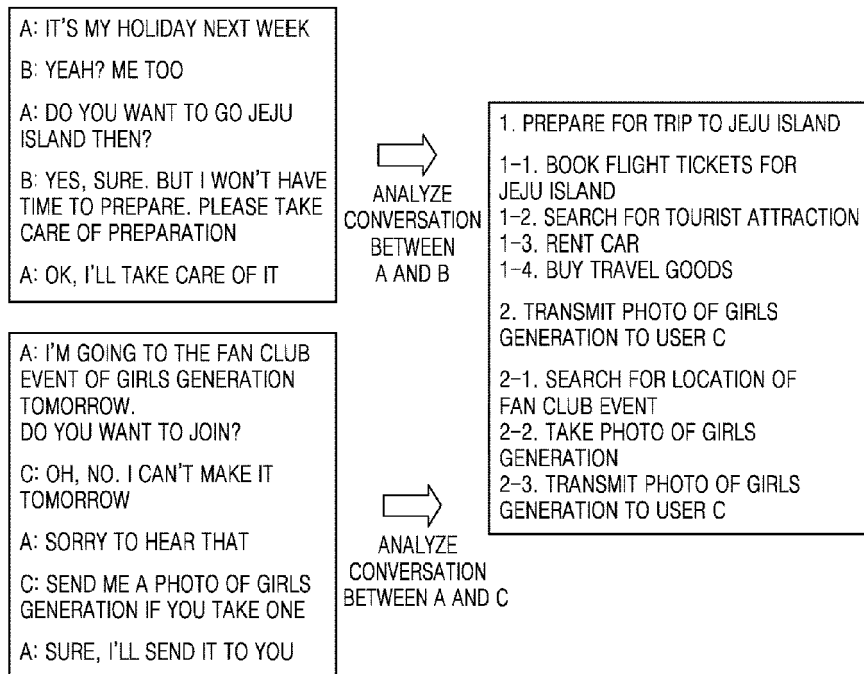 A: IT'S MY HOLIDAY NEXT WEEK
B: YEAH? ME TOO
A: DO YOU WANT TO GO JEJU
ISLAND THEN?
B: YES, SURE. BUT I WON'T HAVE
TIME TO PREPARE. PLEASE TAKE
CARE OF PREPARATION
A: OK, I'LL TAKE CARE OF IT
ANALYZE
CONVERSATION
BETWEEN
A AND B
A: I'M GOING TO THE FAN CLUB
EVENT OF GIRLS GENERATION
TOMORROW.
DO YOU WANT TO JOIN?
C: OH, NO. I CAN'T MAKE IT
TOMORROW
A: SORRY TO HEAR THAT
C: SEND ME A PHOTO OF GIRLS
GENERATION IF YOU TAKE ONE
A: SURE, I'LL SEND IT TO YOU
ANALYZE
CONVERSATION
BETWEEN A AND C
1. PREPARE FOR TRIP TO JEJU ISLAND
1-1. BOOK FLIGHT TICKETS FOR
JEJU ISLAND
1-2. SEARCH FOR TOURIST ATTRACTION
1-3. RENT CAR
1-4. BUY TRAVEL GOODS
2. TRANSMIT PHOTO OF GIRLS
GENERATION TO USER C
2-1. SEARCH FOR LOCATION OF
FAN CLUB EVENT
2-2. TAKE PHOTO OF GIRLS
GENERATION
2-3. TRANSMIT PHOTO OF GIRLS
GENERATION TO USER C